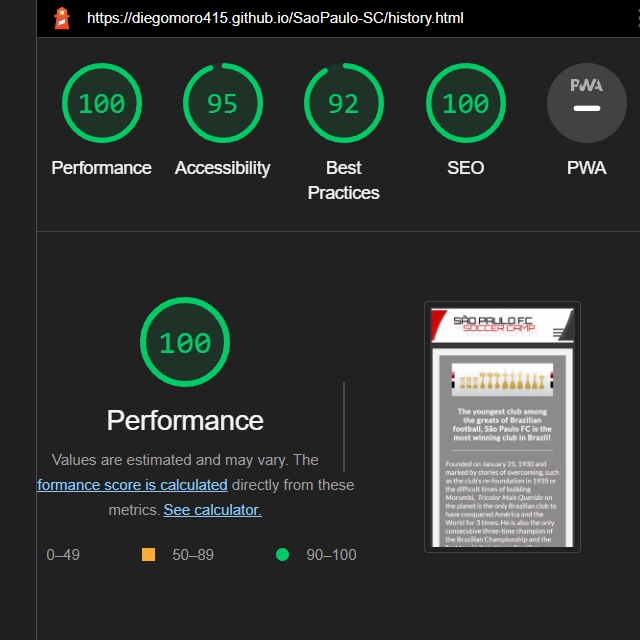 https://diegomoro415.github.io/SaoPaulo-SC/history.html
100
95
92
100
PWA
Performance
Accessibility
Best
Practices
SEO
PWA
100
Performance
Values are estimated and may vary. The
formance score is calculated directly from these
metrics. See calculator.
0–49
50–89
90–100
SÃO PAULO FC
SOCCER CAMP
The youngest club among
the greats of Brazilian
football, São Paulo FC is the
most winning club in Brazil!
Founded on January 25, 1930 and
marked by stories of overcoming, such
as the club's re-foundation in 1935 or
the difficult times of building
Morumbi, Tricolor Mais Querido on
the planet is the only Brazilian club to
have conquered America and the
World for 3 times. He is also the only
consecutive three-time champion of
the Brazilian Championship and the